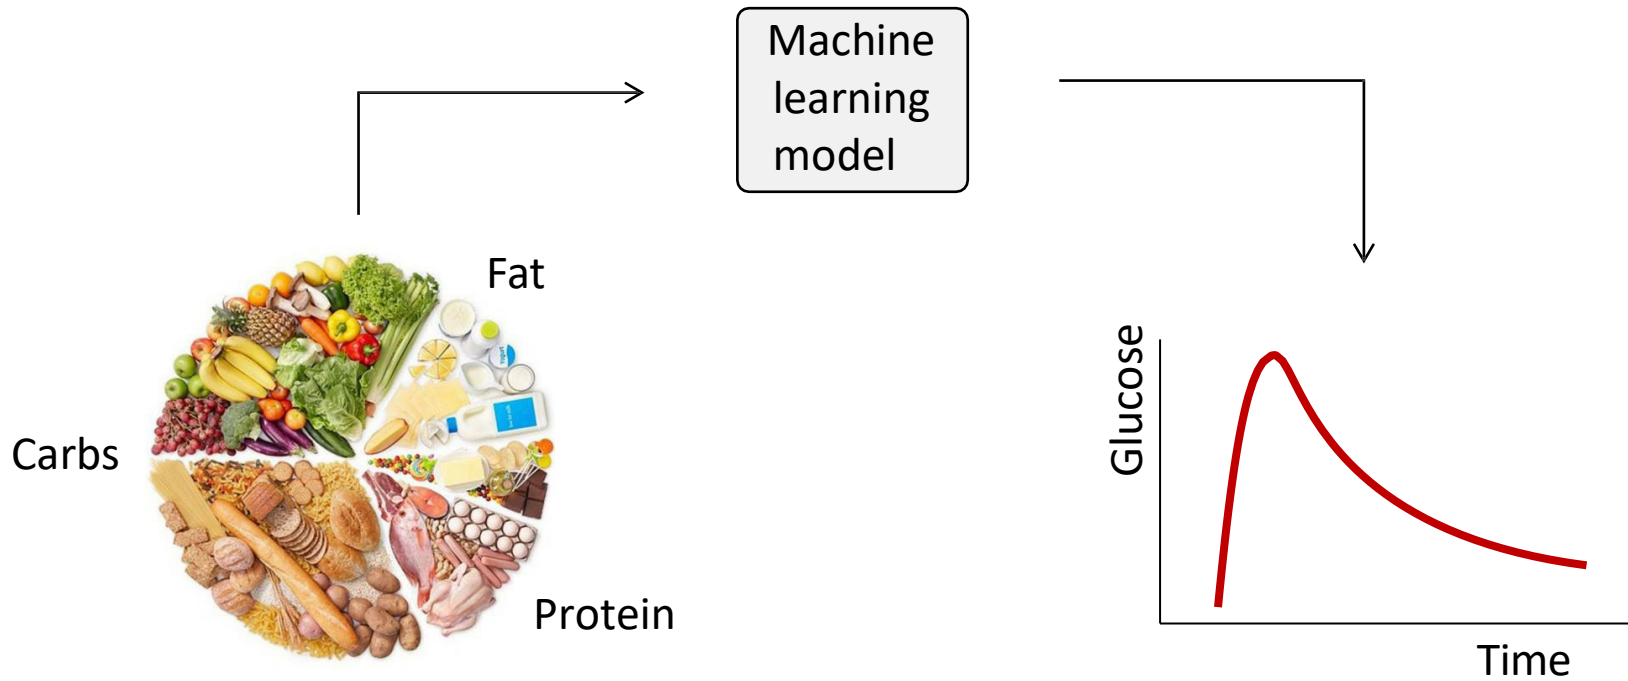 Machine
learning
model
Fat
Carbs
Protein
Glucose
Time